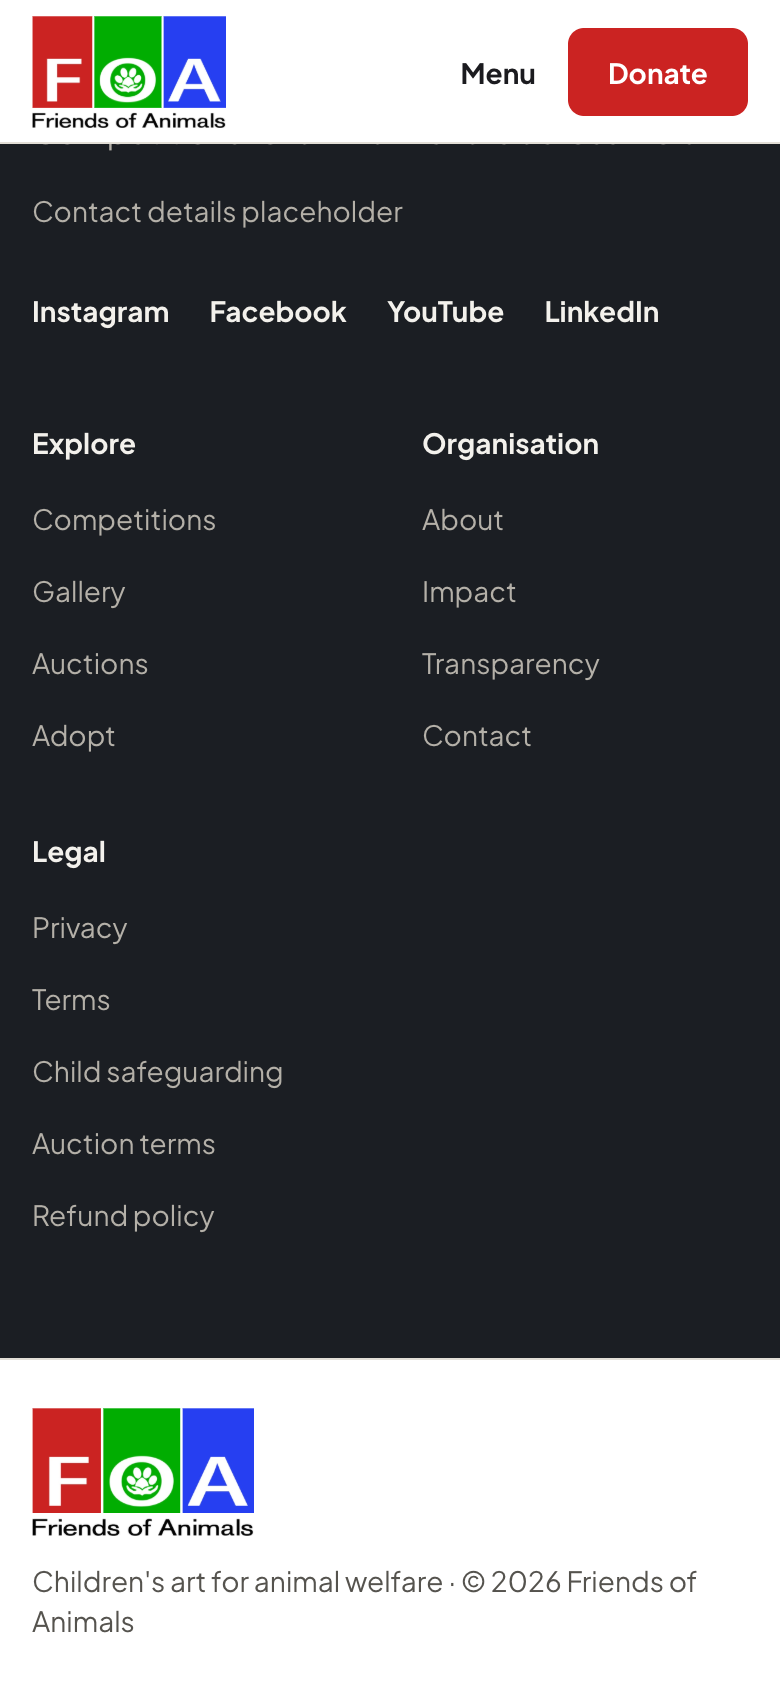 FOA
Friends of Animals
Menu
Donate
Contact details placeholder
Instagram Facebook YouTube LinkedIn
Explore
Competitions
Gallery
Auctions
Adopt
Organisation
About
Impact
Transparency
Contact
Legal
Privacy
Terms
Child safeguarding
Auction terms
Refund policy
FOA
Friends of Animals
Children's art for animal welfare · © 2026 Friends of
Animals